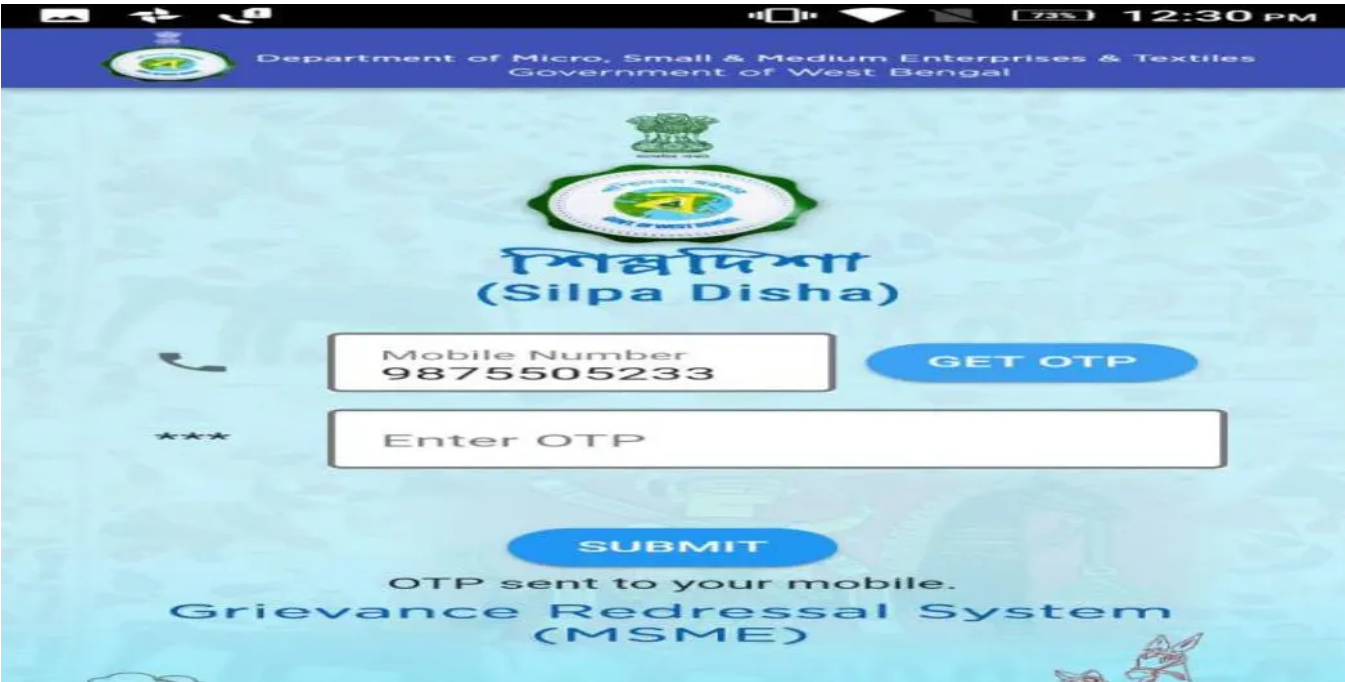 73% 12:30 PM
Department of Micro, Small & Medium Enterprises & Textiles
Government of West Bengal
শিল্পদিশা
(Silpa Disha)
Mobile Number
9875505233
GET OTP
***
Enter OTP
SUBMIT
OTP sent to your mobile.
Grievance Redressal System
(MSME)